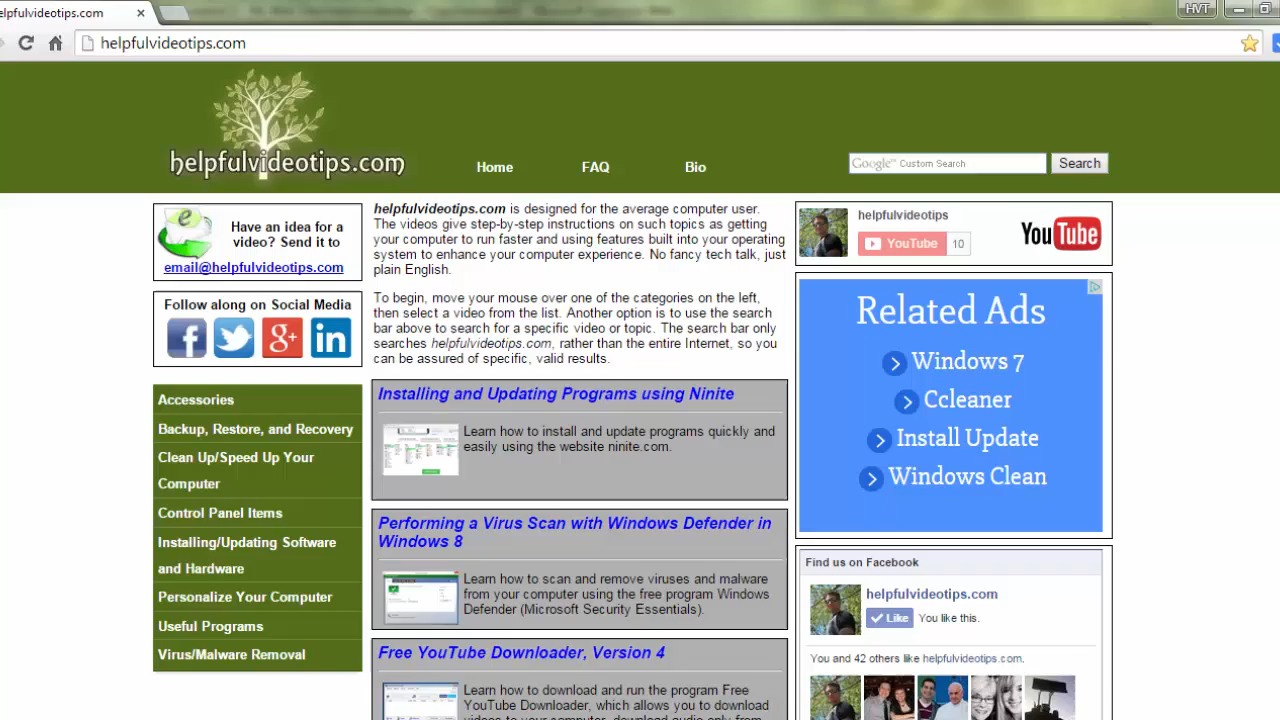 elpfulvideotips.com
HVT
helpfulvideotips.com
helpfulvideotips.com
Home
FAQ
Bio
Google™ Custom Search
Search
Have an idea for a
video? Send it to
email@helpfulvideotips.com
Follow along on Social Media
Accessories
Backup, Restore, and Recovery
Clean Up/Speed Up Your
Computer
Control Panel Items
Installing/Updating Software
and Hardware
Personalize Your Computer
Useful Programs
Virus/Malware Removal
helpfulvideotips.com is designed for the average computer user.
The videos give step-by-step instructions on such topics as getting
your computer to run faster and using features built into your operating
system to enhance your computer experience. No fancy tech talk, just
plain English.
To begin, move your mouse over one of the categories on the left,
then select a video from the list. Another option is to use the search
bar above to search for a specific video or topic. The search bar only
searches helpfulvideotips.com, rather than the entire Internet, so you
can be assured of specific, valid results.
Installing and Updating Programs using Ninite
Learn how to install and update programs quickly and
easily using the website ninite.com.
Performing a Virus Scan with Windows Defender in
Windows 8
Learn how to scan and remove viruses and malware
from your computer using the free program Windows
Defender (Microsoft Security Essentials).
Free YouTube Downloader, Version 4
Learn how to download and run the program Free
YouTube Downloader, which allows you to download
videos to your computer, download audio only from
helpfulvideotips
YouTube 10
YouTube
Related Ads
Windows 7
Ccleaner
Install Update
Windows Clean
Find us on Facebook
helpfulvideotips.com
Like You like this.
You and 42 others like helpfulvideotips.com.